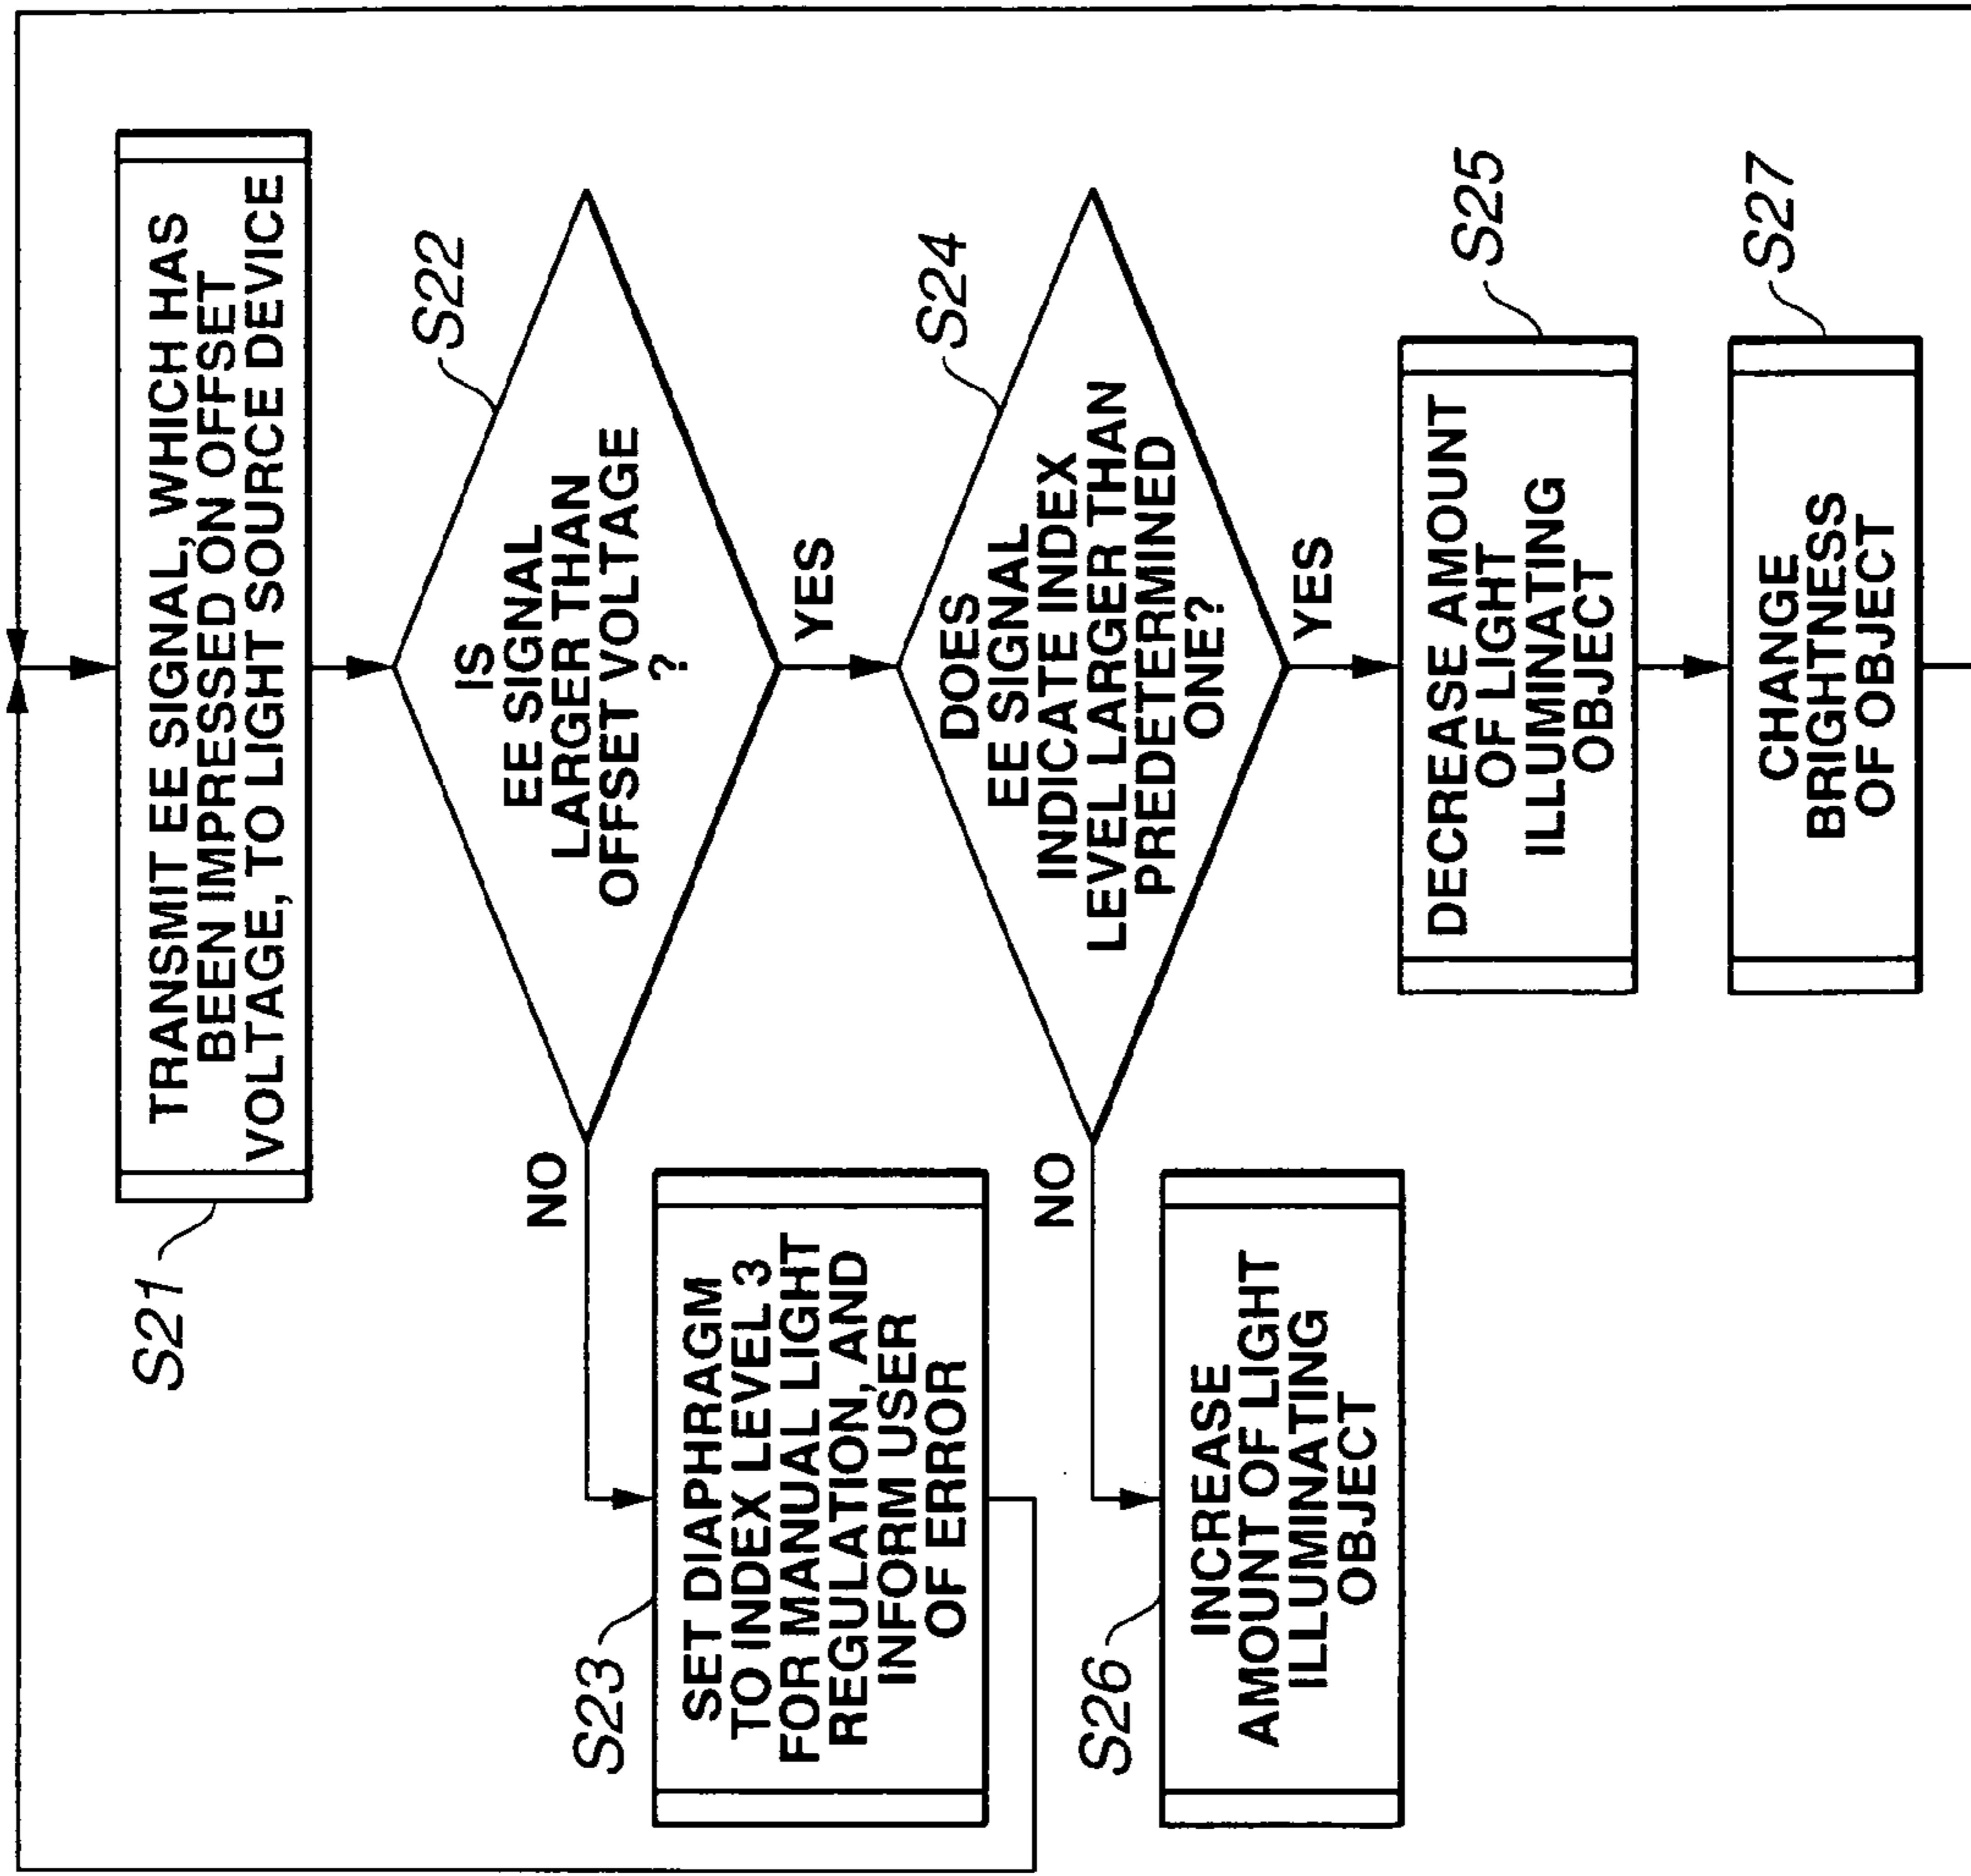 S21
TRANSMIT EE SIGNAL, WHICH HAS
BEEN IMPRESSED ON OFFSET
VOLTAGE, TO LIGHT SOURCE DEVICE
S22
IS
EE SIGNAL
LARGER THAN
OFFSET VOLTAGE
?
NO
YES
S23
SET DIAPHRAGM
TO INDEX LEVEL 3
FOR MANUAL LIGHT
REGULATION, AND
INFORM USER
OF ERROR
S24
DOES
EE SIGNAL
INDICATE INDEX
LEVEL LARGER THAN
PREDETERMINED
ONE?
NO
YES
S26
INCREASE
AMOUNT OF LIGHT
ILLUMINATING
OBJECT
S25
DECREASE AMOUNT
OF LIGHT
ILLUMINATING
OBJECT
S27
CHANGE
BRIGHTNESS
OF OBJECT